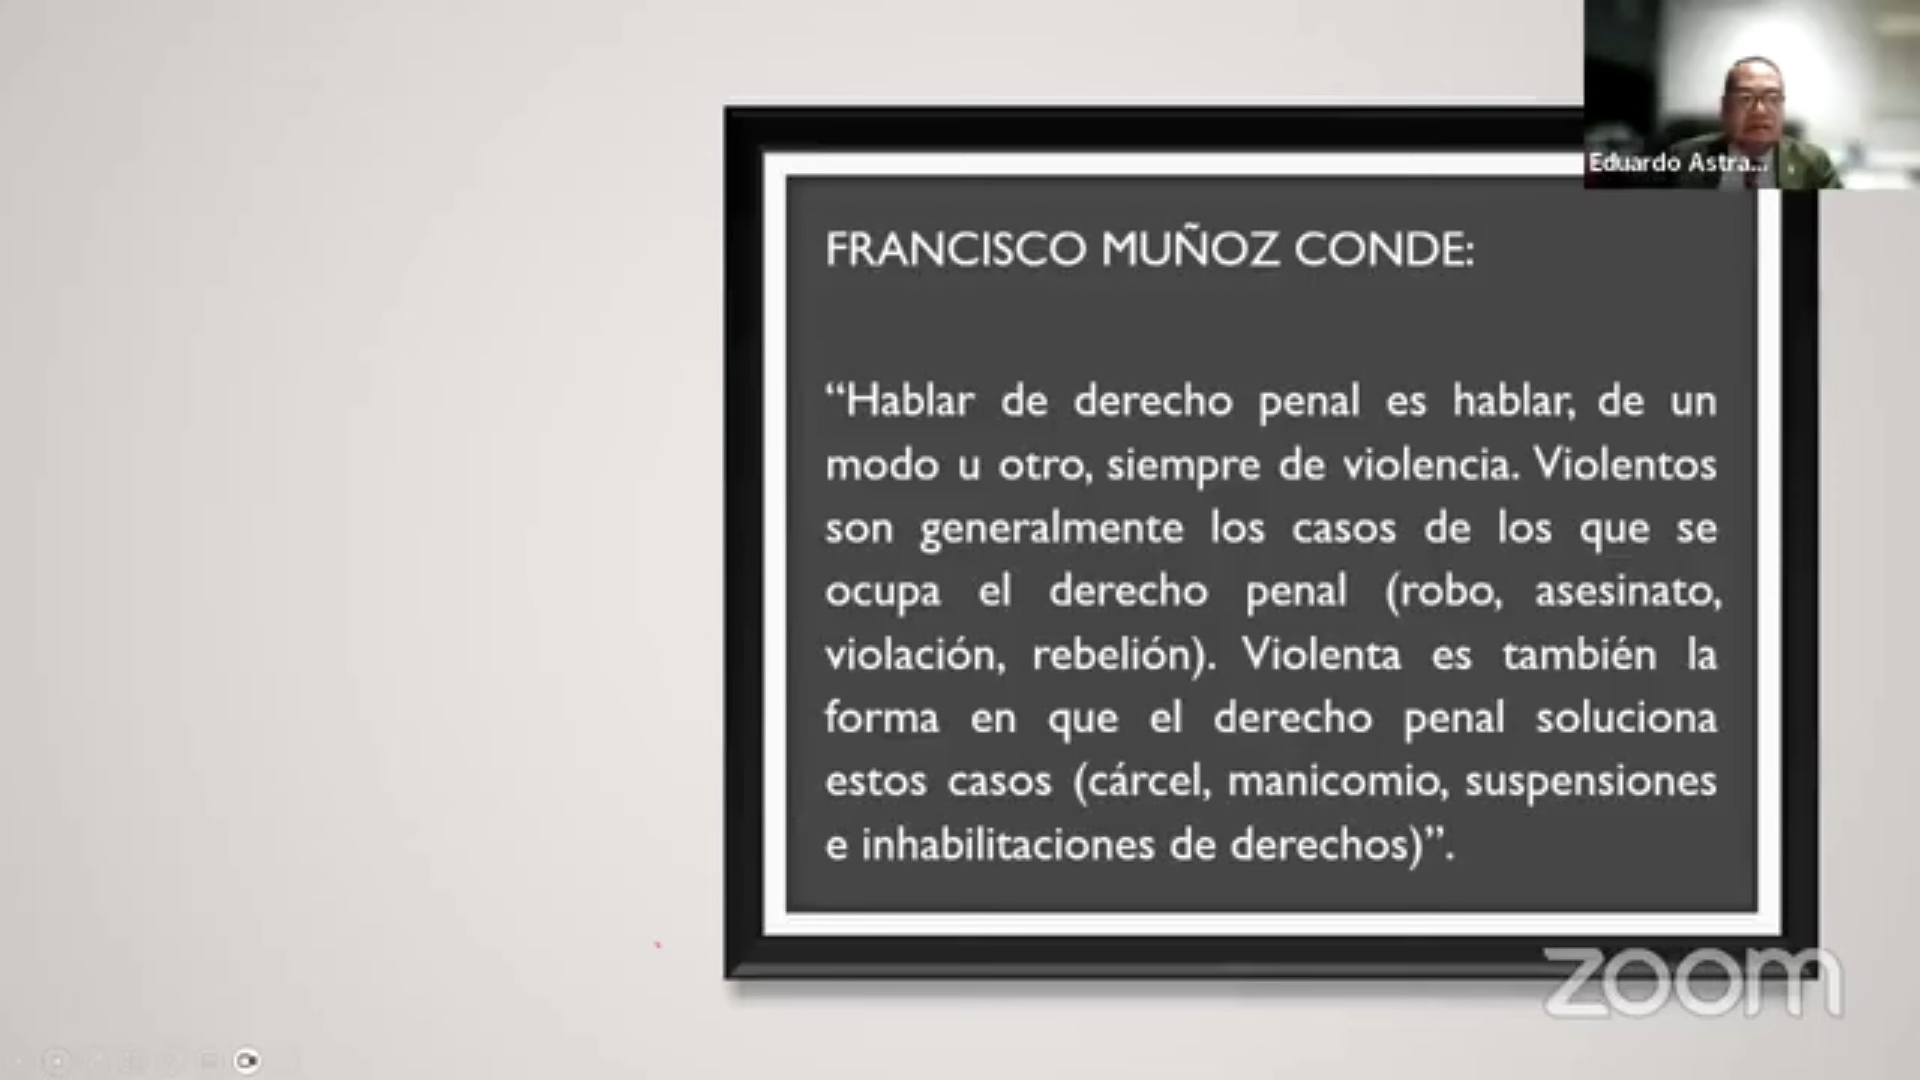 Eduardo Astra...
FRANCISCO MUÑOZ CONDE:
“Hablar de derecho penal es hablar, de un
modo u otro, siempre de violencia. Violentos
son generalmente los casos de los que se
ocupa el derecho penal (robo, asesinato,
violación, rebelión). Violenta es también la
forma en que el derecho penal soluciona
estos casos (cárcel, manicomio, suspensiones
e inhabilitaciones de derechos)”.
zoom